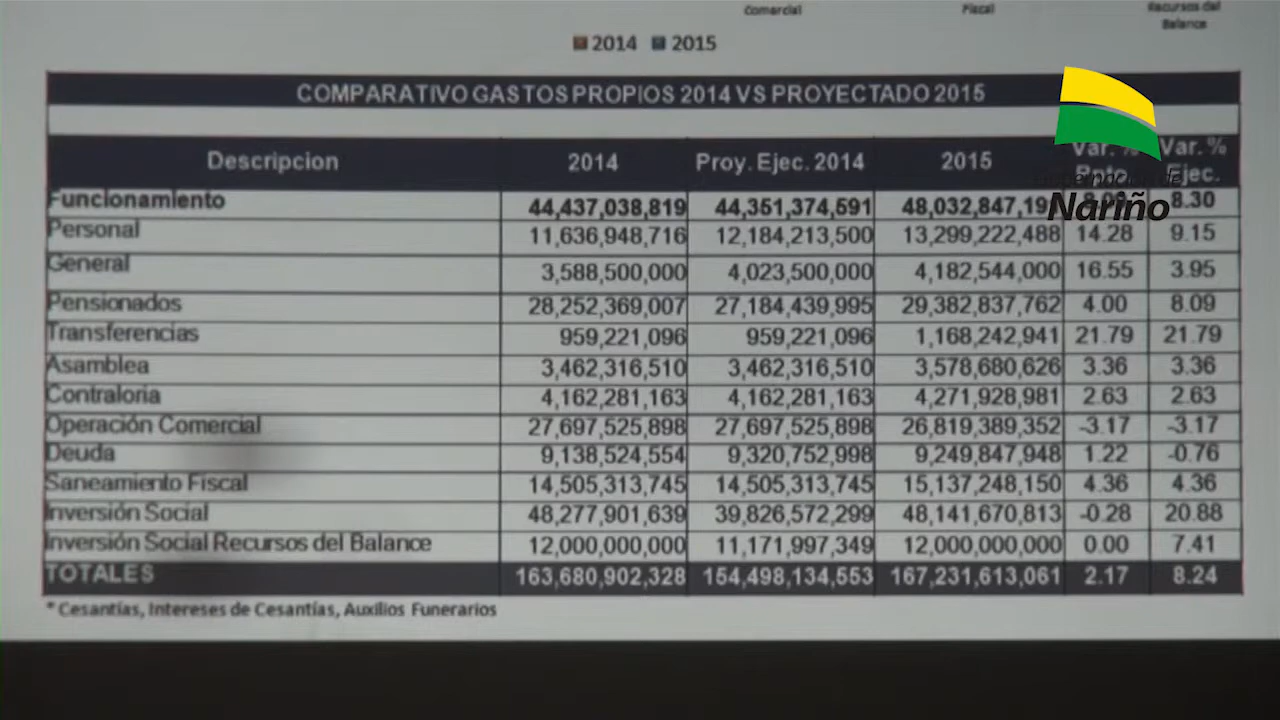 Comercial Fiscal Recursos del
Balance
2014 2015
COMPARATIVO GASTOS PROPIOS 2014 VS PROYECTADO 2015
Descripcion 2014 Proy. Ejec. 2014 2015 Var. % Ppto. Var. % Ejec.
Funcionamiento 44,437,038,819 44,351,374,591 48,032,847,19 8.30
Personal 11,636,948,716 12,184,213,500 13,299,222,488 14.28 9.15
General 3,588,500,000 4,023,500,000 4,182,544,000 16.55 3.95
Pensionados 28,252,369,007 27,184,439,995 29,382,837,762 4.00 8.09
Transferencias 959,221,096 959,221,096 1,168,242,941 21.79 21.79
Asamblea 3,462,316,510 3,462,316,510 3,578,680,626 3.36 3.36
Contraloria 4,162,281,163 4,162,281,163 4,271,928,981 2.63 2.63
Operación Comercial 27,697,525,898 27,697,525,898 26,819,389,352 -3.17 -3.17
Deuda 9,138,524,554 9,320,752,998 9,249,847,948 1.22 -0.76
Saneamiento Fiscal 14,505,313,745 14,505,313,745 15,137,248,150 4.36 4.36
Inversión Social 48,277,901,639 39,826,572,299 48,141,670,813 -0.28 20.88
Inversión Social Recursos del Balance 12,000,000,000 11,171,997,349 12,000,000,000 0.00 7.41
TOTALES 163,680,902,328 154,498,134,553 167,231,613,061 2.17 8.24
* Cesantías, Intereses de Cesantías, Auxilios Funerarios
Gobernación de
Nariño